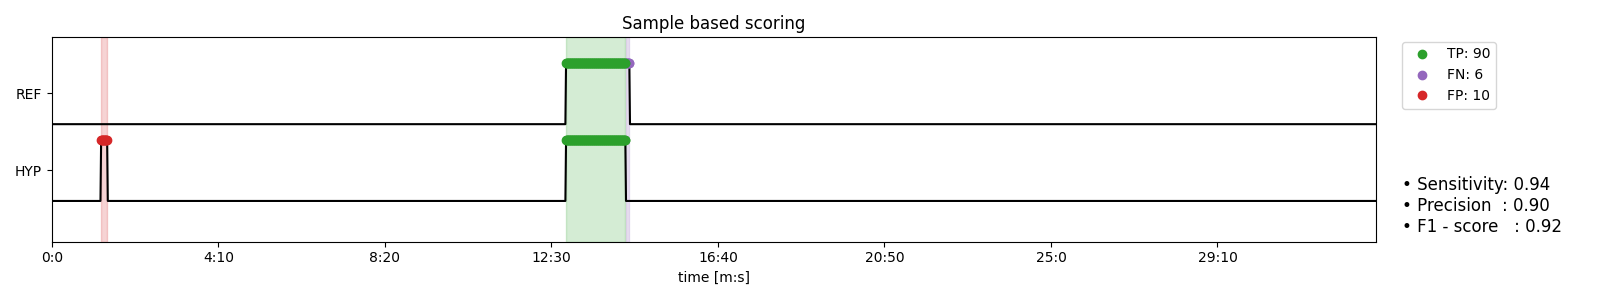 Sample based scoring
REF
HYP
0:0
4:10
8:20
12:30
16:40
20:50
25:0
29:10
time [m:s]
TP: 90
FN: 6
FP: 10
• Sensitivity: 0.94
• Precision : 0.90
• F1 - score : 0.92